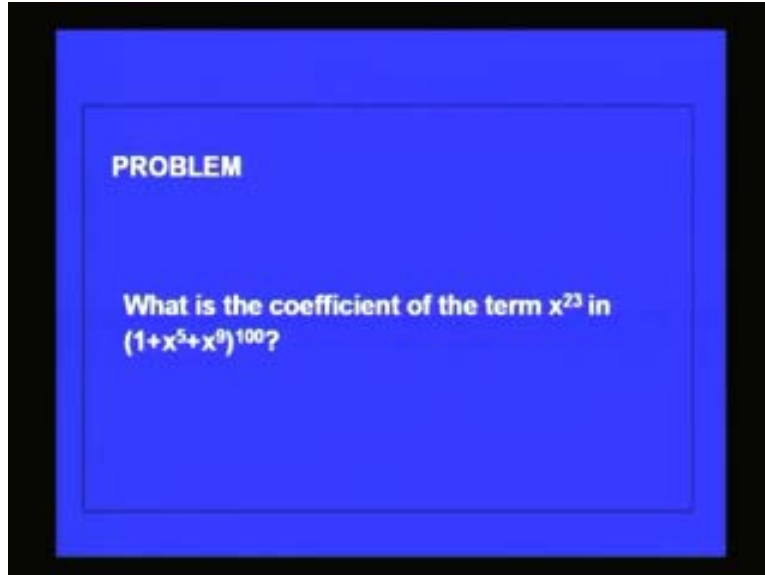 PROBLEM
What is the coefficient of the term x²³ in
(1+x⁵+x⁹)¹⁰⁰?